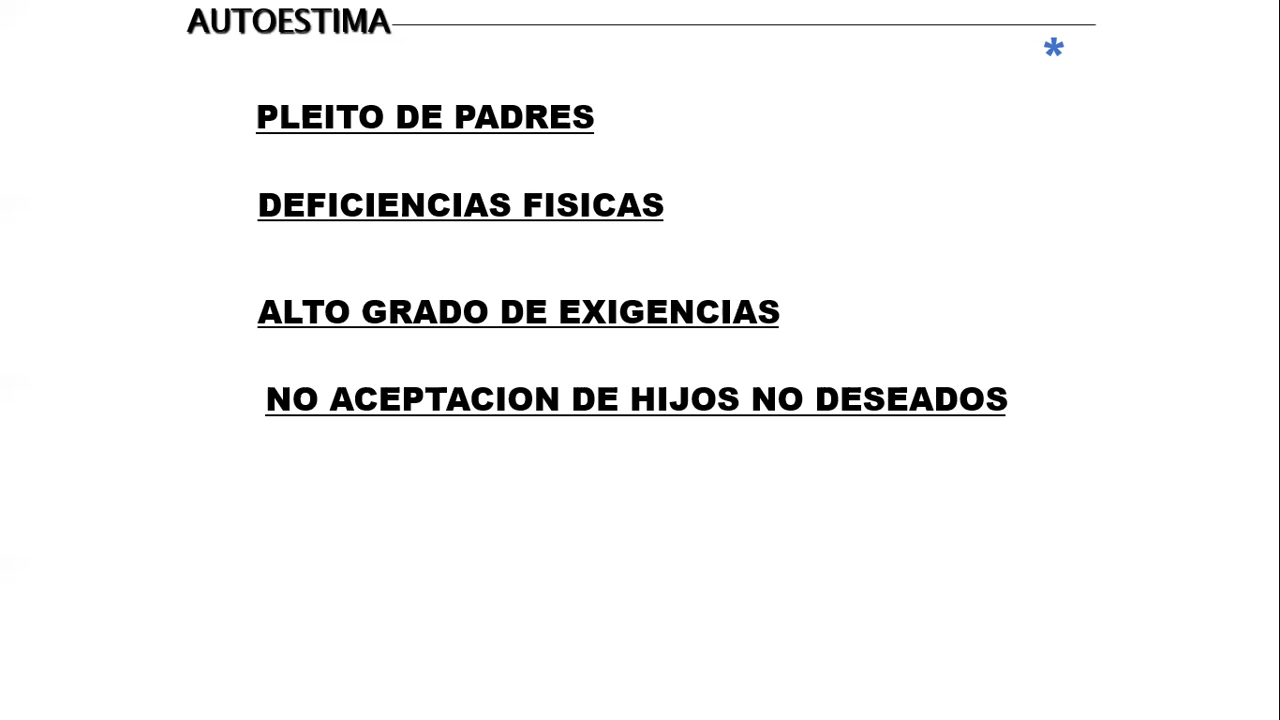 AUTOESTIMA
*
PLEITO DE PADRES
DEFICIENCIAS FISICAS
ALTO GRADO DE EXIGENCIAS
NO ACEPTACION DE HIJOS NO DESEADOS